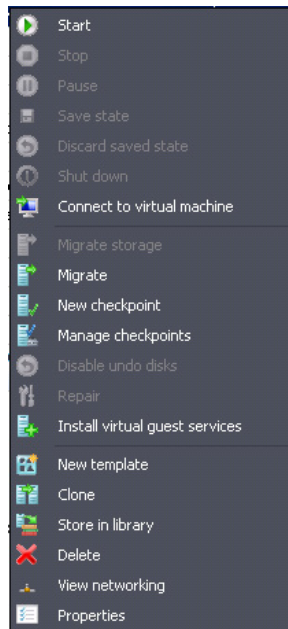 Start
Stop
Pause
Save state
Discard saved state
Shut down
Connect to virtual machine
Migrate storage
Migrate
New checkpoint
Manage checkpoints
Disable undo disks
Repair
Install virtual guest services
New template
Clone
Store in library
Delete
View networking
Properties